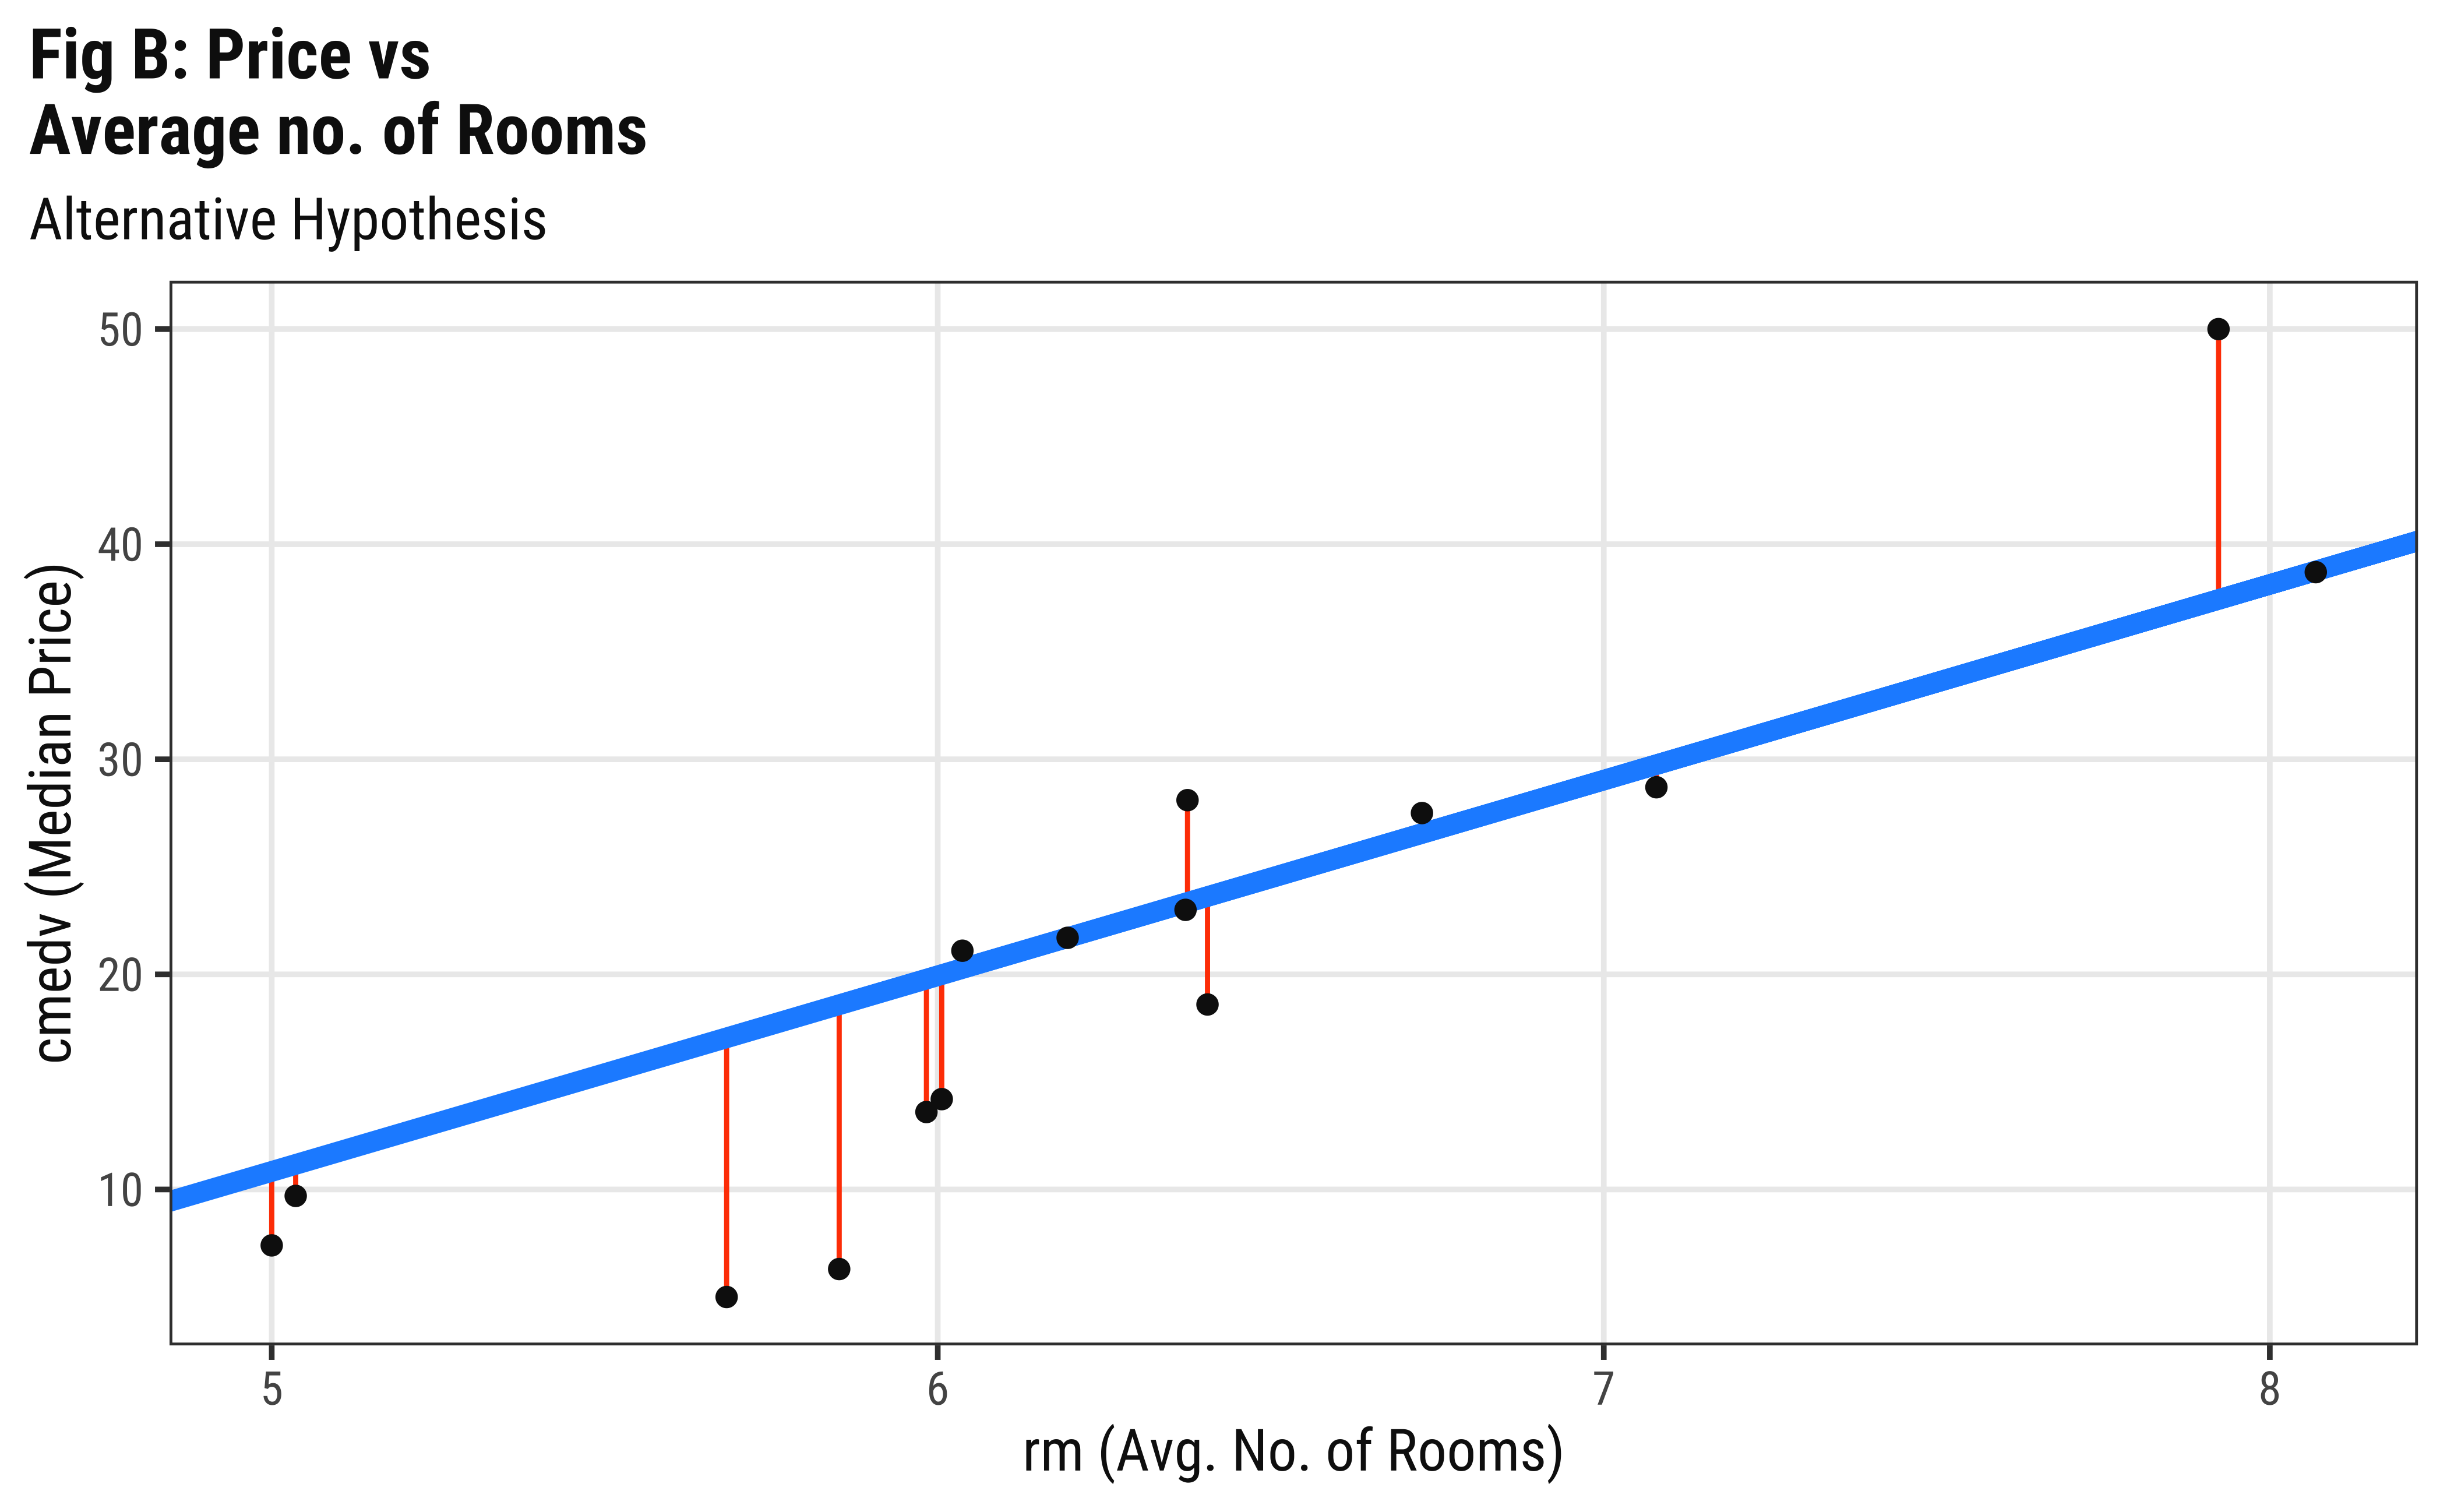 Fig B: Price vs
Average no. of Rooms
Alternative Hypothesis
cmedv (Median Price)
50
40
30
20
10
5
6
7
8
rm (Avg. No. of Rooms)